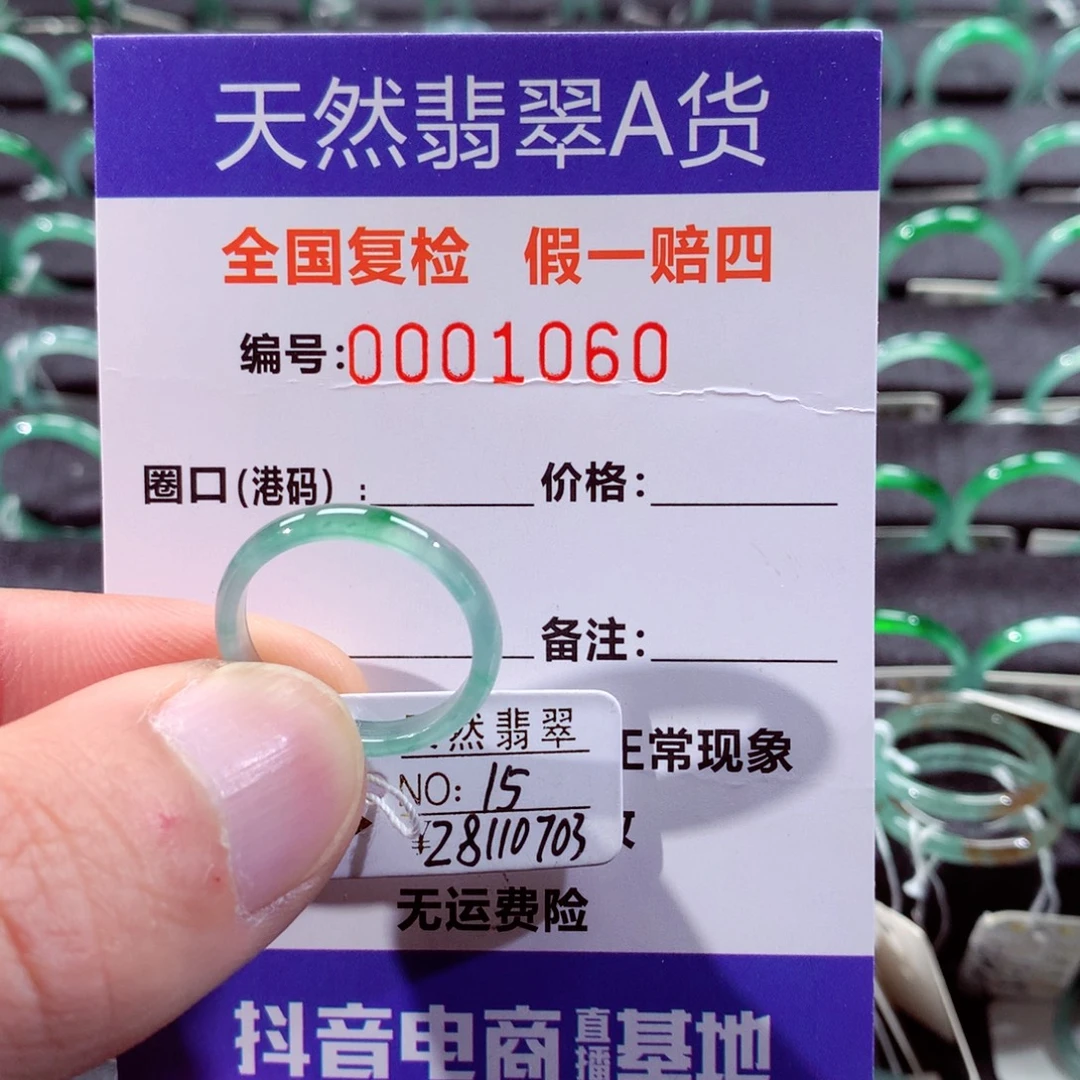 天然翡翠A货
全国复检 假一赔四
编号:0001060
圈口(港码):
价格:
备注:
然翡翠
常现象
NO: 15
¥28110703
无运费险
抖音电商直播基地